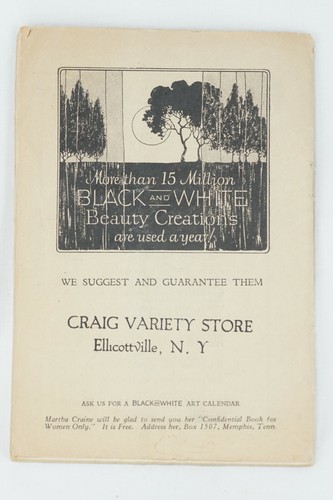 More than 15 Million
BLACK AND WHITE
Beauty Creations
are used a year!
WE SUGGEST AND GUARANTEE THEM
CRAIG VARIETY STORE
Ellicottville, N. Y
ASK US FOR A BLACK AND WHITE ART CALENDAR
Martha Craine will be glad to send you her "Confidential Book for
Women Only." It is Free. Address her, Box 1507, Memphis, Tenn.